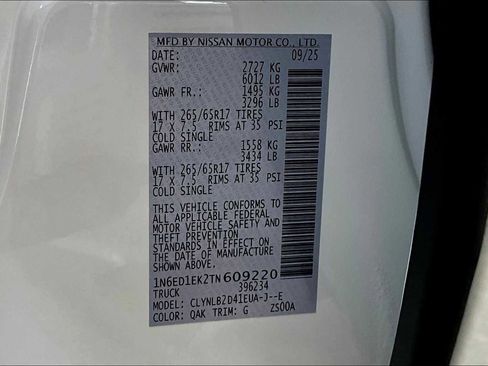 MFD BY NISSAN MOTOR CO., LTD.
DATE: 09/25
GVWR: 2727 KG
6012 LB
GAWR FR.: 1495 KG
3296 LB
WITH 265/65R17 TIRES
17 X 7.5 RIMS AT 35 PSI
COLD SINGLE
GAWR RR.: 1558 KG
3434 LB
WITH 265/65R17 TIRES
17 X 7.5 RIMS AT 35 PSI
COLD SINGLE
THIS VEHICLE CONFORMS TO
ALL APPLICABLE FEDERAL
MOTOR VEHICLE SAFETY AND
THEFT PREVENTION
STANDARDS IN EFFECT ON
THE DATE OF MANUFACTURE
SHOWN ABOVE.
1N6ED1EK2TN609220
TRUCK 396234
MODEL: CLYNLB2D41EUA-J--E
COLOR: QAK TRIM: G ZS00A